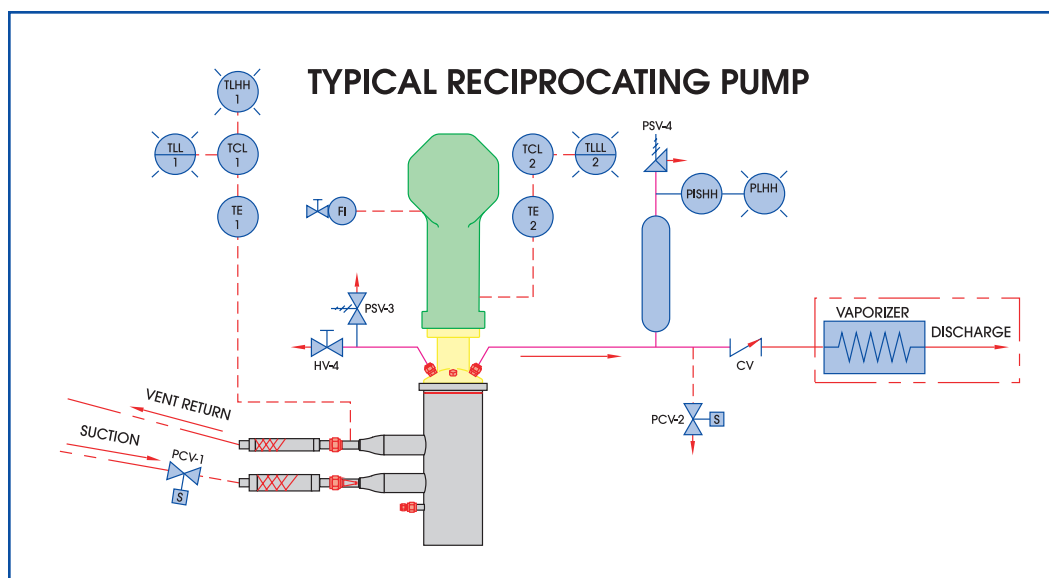 TYPICAL RECIPROCATING PUMP
TLHH
1
TLL
1
TCL
1
TE
1
FI
TCL
2
TLLL
2
TE
2
PSV-4
PISHH
PLHH
PSV-3
HV-4
VAPORIZER
DISCHARGE
CV
PCV-2
S
VENT RETURN
SUCTION
PCV-1
S